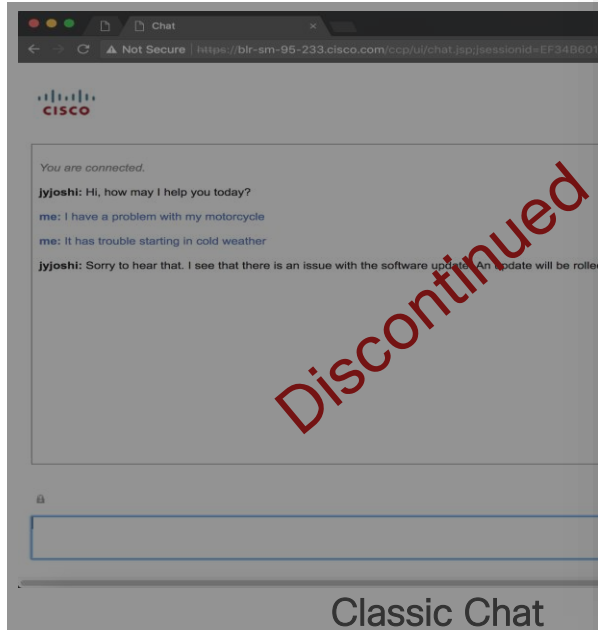 Chat
Not Secure | https://blr-sm-95-233.cisco.com/ccp/ui/chat.jsp;jsessionid=EF34B601
CISCO
You are connected.
jyjoshi: Hi, how may I help you today?
me: I have a problem with my motorcycle
me: It has trouble starting in cold weather
jyjoshi: Sorry to hear that. I see that there is an issue with the software update. An update will be rolle
Discontinued
Classic Chat